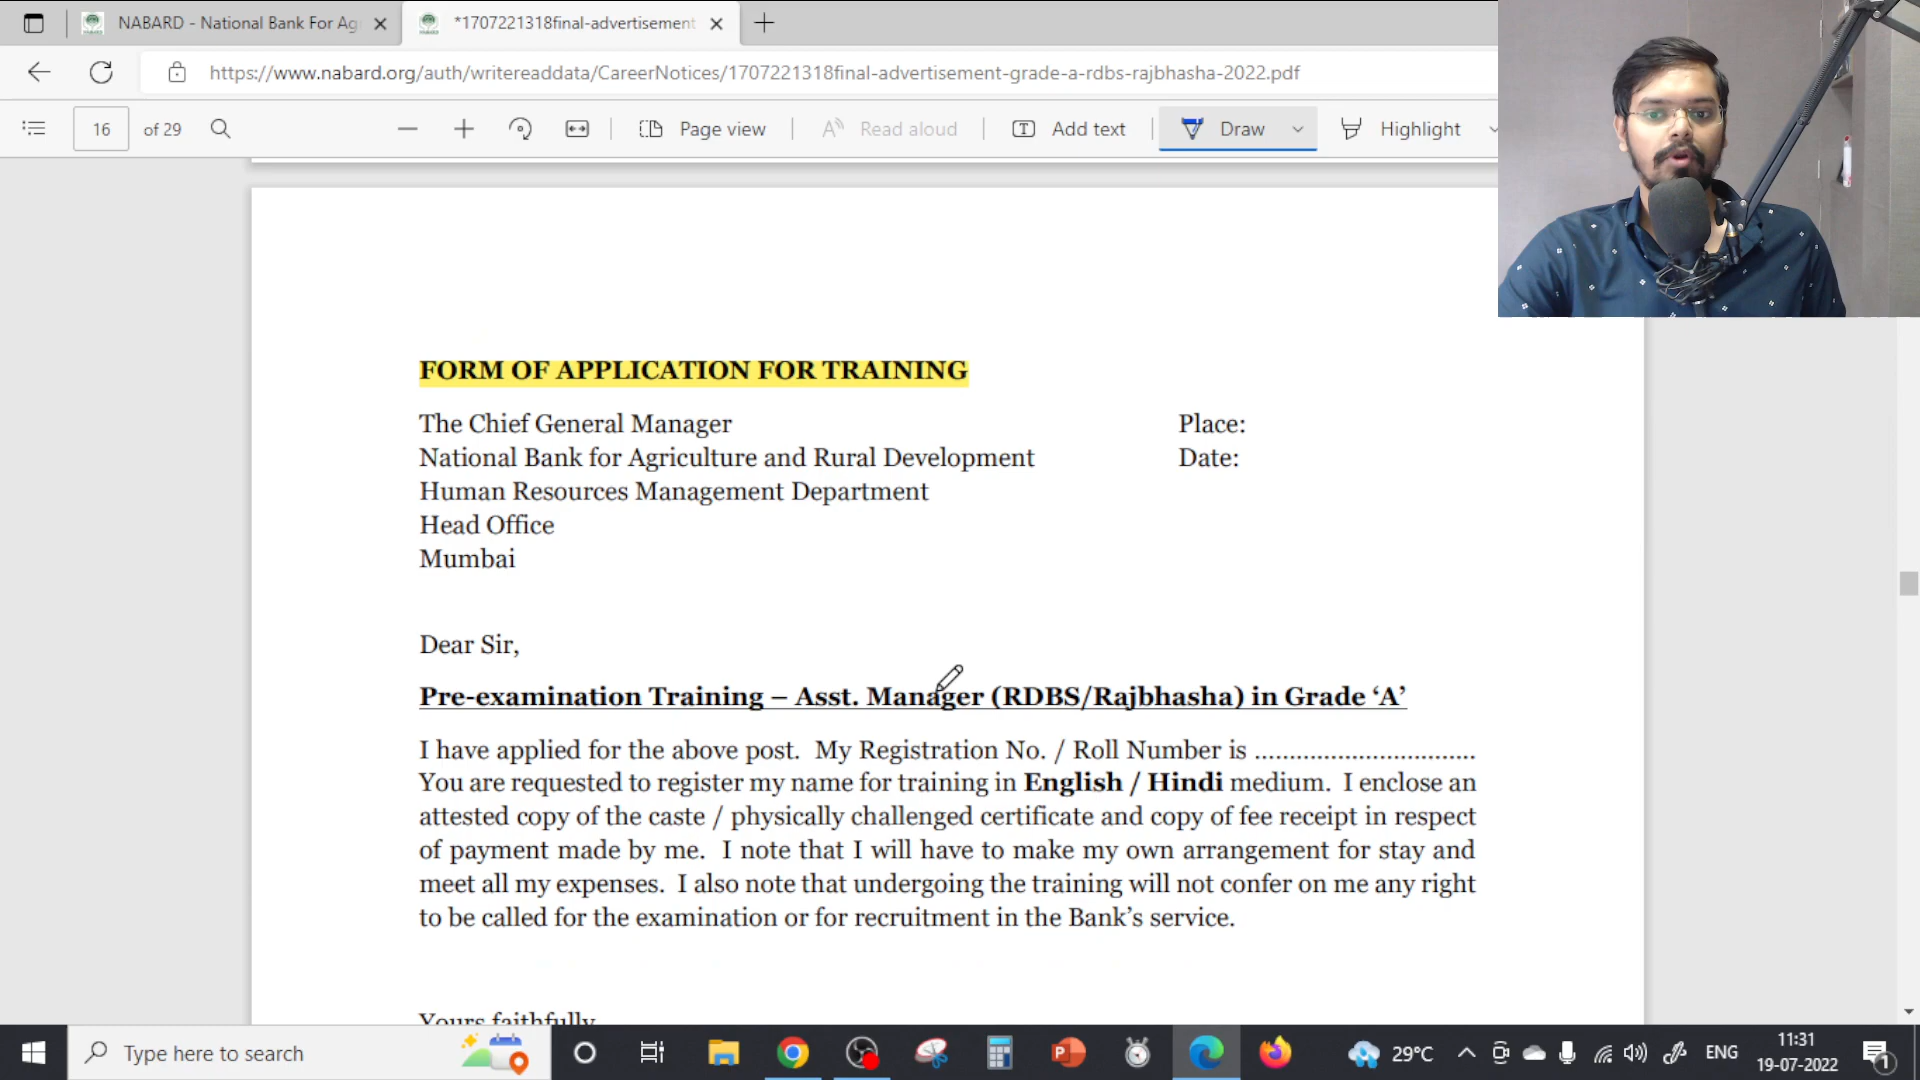 NABARD - National Bank For Ag
*1707221318final-advertisement
https://www.nabard.org/auth/writereaddata/CareerNotices/1707221318final-advertisement-grade-a-rdbs-rajbhasha-2022.pdf
16 of 29
Page view
Read aloud
Add text
Draw
Highlight
FORM OF APPLICATION FOR TRAINING
The Chief General Manager
Place:
National Bank for Agriculture and Rural Development
Date:
Human Resources Management Department
Head Office
Mumbai
Dear Sir,
Pre-examination Training – Asst. Manager (RDBS/Rajbhasha) in Grade ‘A’
I have applied for the above post. My Registration No. / Roll Number is ................................
You are requested to register my name for training in English / Hindi medium. I enclose an
attested copy of the caste / physically challenged certificate and copy of fee receipt in respect
of payment made by me. I note that I will have to make my own arrangement for stay and
meet all my expenses. I also note that undergoing the training will not confer on me any right
to be called for the examination or for recruitment in the Bank’s service.
Yours faithfully
Type here to search
29°C
ENG
11:31
19-07-2022
1